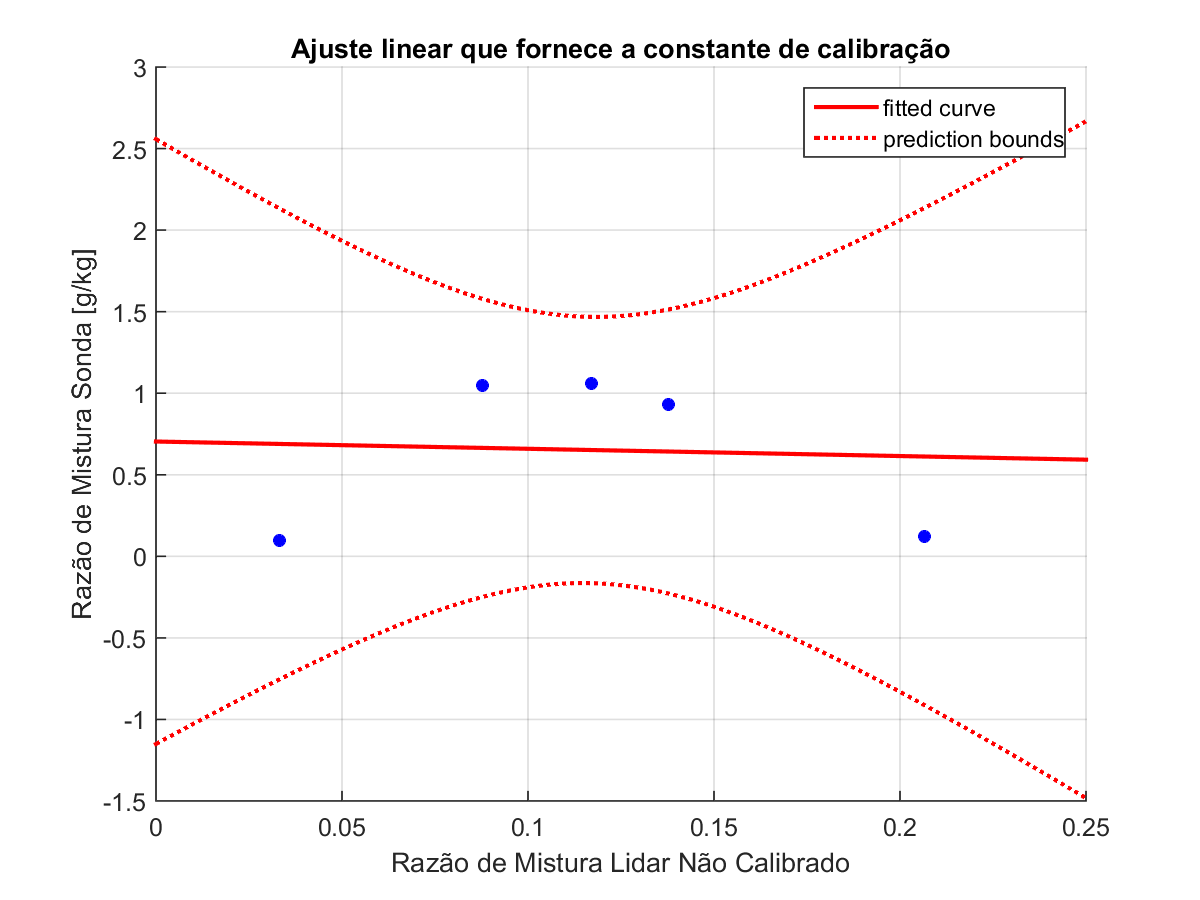 Ajuste linear que fornece a constante de calibração
fitted curve
prediction bounds
3
2.5
2
1.5
1
0.5
0
-0.5
-1
-1.5
Razão de Mistura Sonda [g/kg]
0 0.05 0.1 0.15 0.2 0.25
Razão de Mistura Lidar Não Calibrado